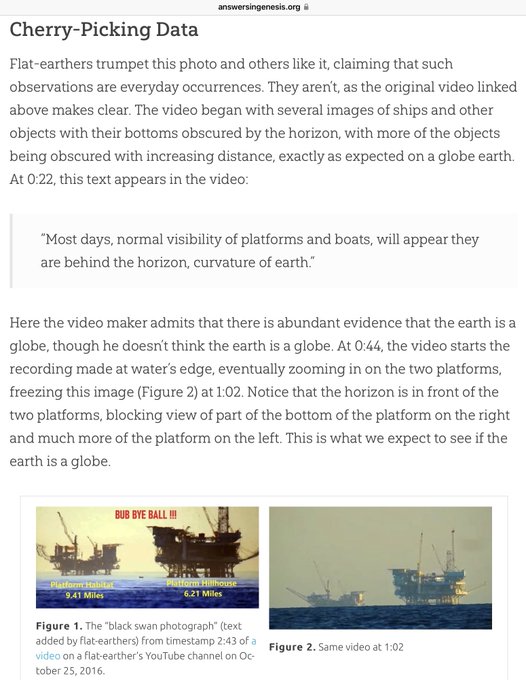 answersingenesis.org
Cherry-Picking Data
Flat-earthers trumpet this photo and others like it, claiming that such
observations are everyday occurrences. They aren’t, as the original video linked
above makes clear. The video began with several images of ships and other
objects with their bottoms obscured by the horizon, with more of the objects
being obscured with increasing distance, exactly as expected on a globe earth.
At 0:22, this text appears in the video:
“Most days, normal visibility of platforms and boats, will appear they
are behind the horizon, curvature of earth.”
Here the video maker admits that there is abundant evidence that the earth is a
globe, though he doesn’t think the earth is a globe. At 0:44, the video starts the
recording made at water’s edge, eventually zooming in on the two platforms,
freezing this image (Figure 2) at 1:02. Notice that the horizon is in front of the
two platforms, blocking view of part of the bottom of the platform on the right
and much more of the platform on the left. This is what we expect to see if the
earth is a globe.
BUB BYE BALL !!!
Platform Habitat
9.41 Miles
Platform Hillhouse
6.21 Miles
Figure 1. The “black swan photograph” (text
added by flat-earthers) from timestamp 2:43 of a
video on a flat-earther’s YouTube channel on Oc-
tober 25, 2016.
Figure 2. Same video at 1:02